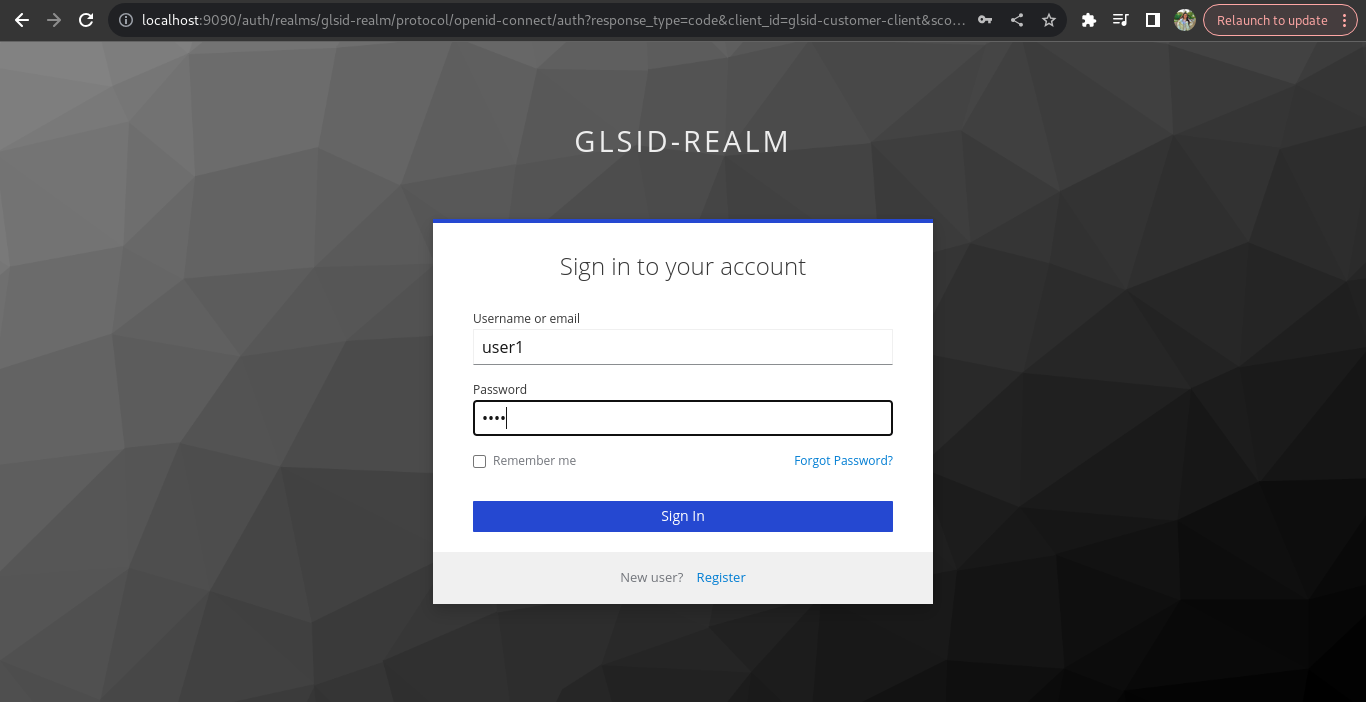 localhost:9090/auth/realms/glsid-realm/protocol/openid-connect/auth?response_type=code&client_id=glsid-customer-client&sco...
Relaunch to update
GLSID-REALM
Sign in to your account
Username or email
user1
Password
••••
Remember me
Forgot Password?
Sign In
New user? Register